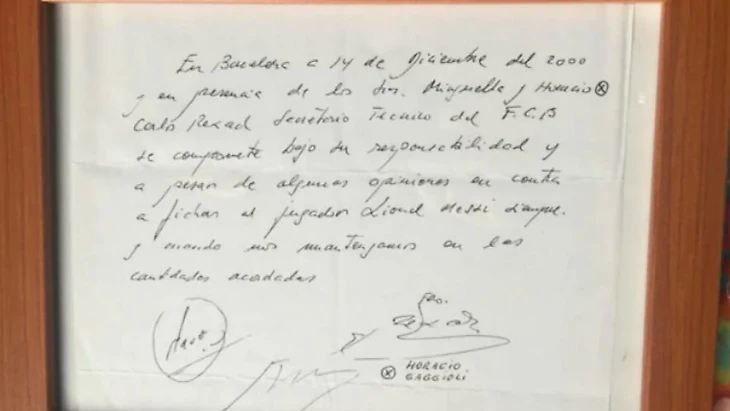 En Barcelona a 14 de Diciembre del 2000
y en presencia de los Srs. Minguella y Horacio ⓧ
Carlos Rexach Secretario Tecnico del F.C.B
se compromete bajo su responsabilidad y
a pesar de algunas opiniones en contra
a fichar al jugador Lionel Messi siempre
y cuando nos mantengamos en las
cantidades acordadas
ⓧ HORACIO
GAGGIOLI